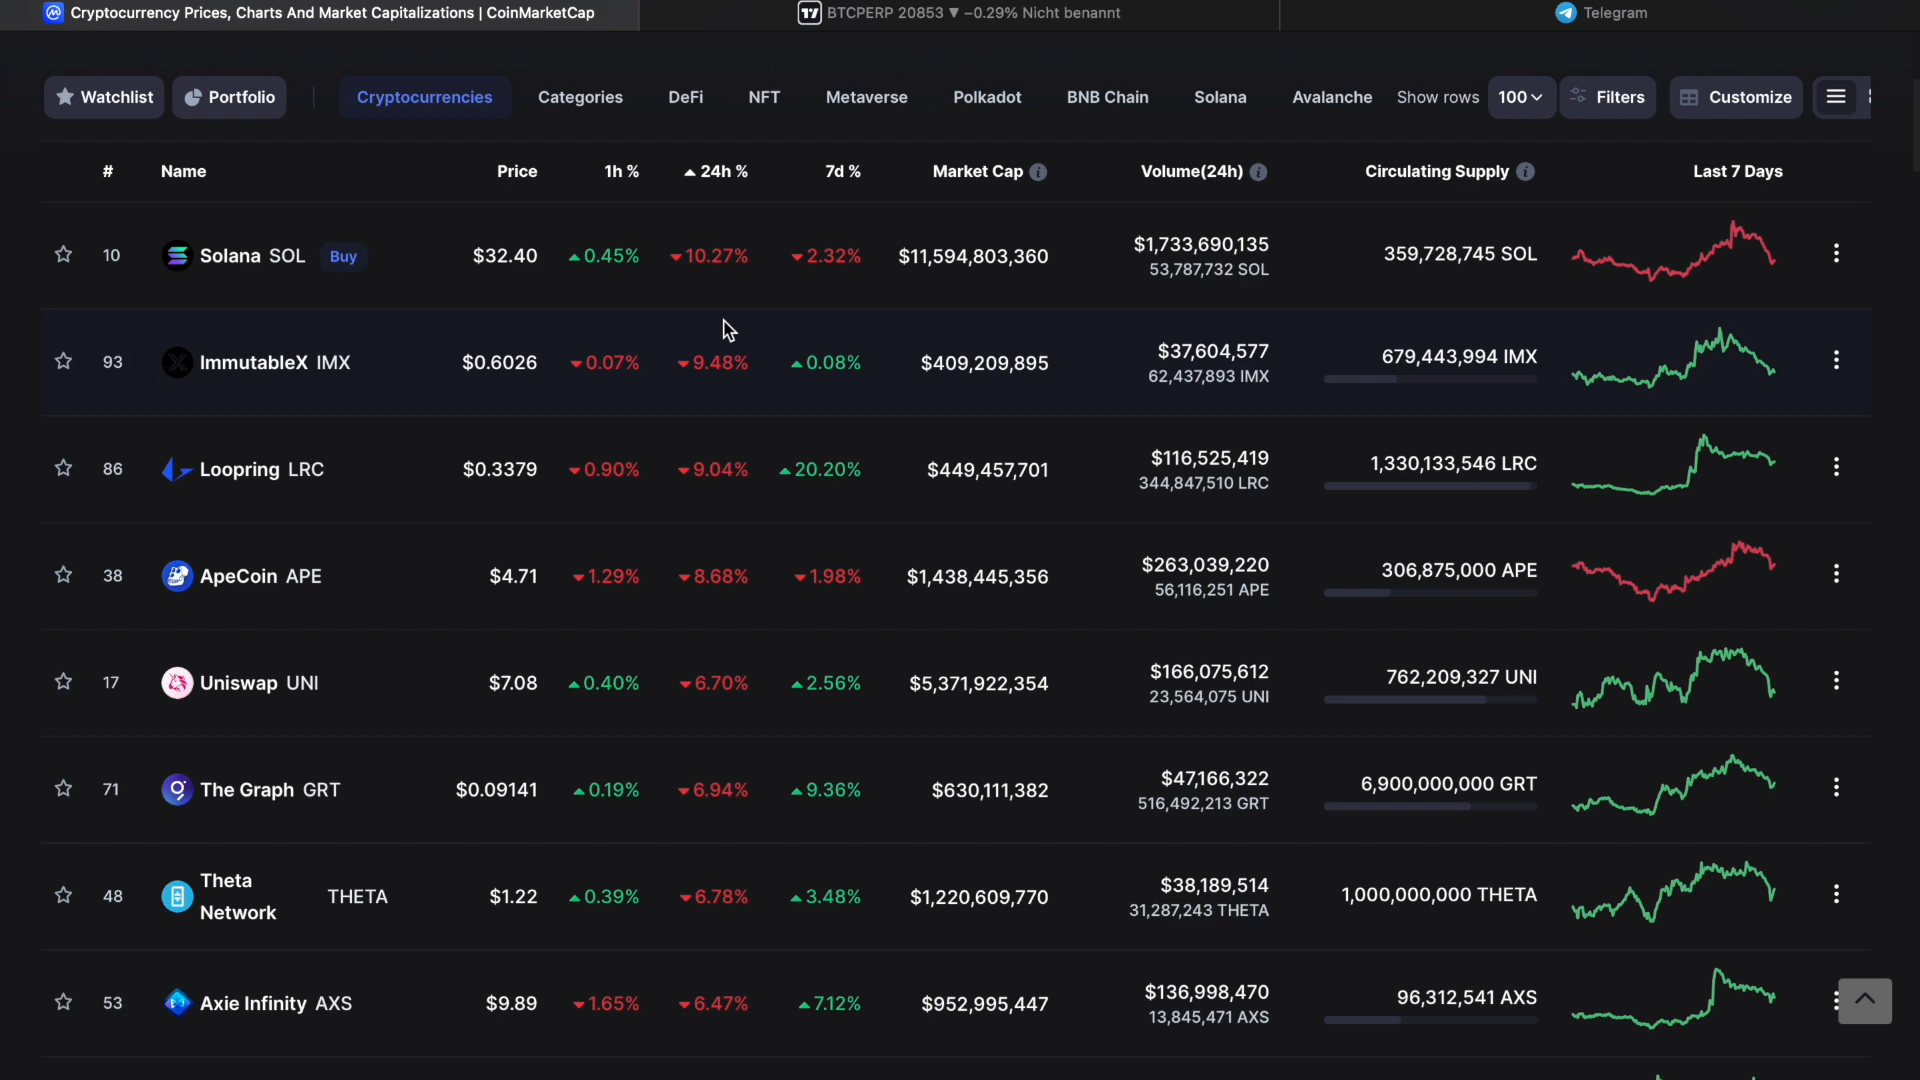 Cryptocurrency Prices, Charts And Market Capitalizations | CoinMarketCap
BTCPERP 20853 ▼ −0.29% Nicht benannt
Telegram
Watchlist Portfolio Cryptocurrencies Categories DeFi NFT Metaverse Polkadot BNB Chain Solana Avalanche Show rows 100 Filters Customize
# Name Price 1h % 24h % 7d % Market Cap Volume(24h) Circulating Supply Last 7 Days
10 Solana SOL Buy $32.40 0.45% 10.27% 2.32% $11,594,803,360 $1,733,690,135 359,728,745 SOL
53,787,732 SOL
93 ImmutableX IMX $0.6026 0.07% 9.48% 0.08% $409,209,895 $37,604,577 679,443,994 IMX
62,437,893 IMX
86 Loopring LRC $0.3379 0.90% 9.04% 20.20% $449,457,701 $116,525,419 1,330,133,546 LRC
344,847,510 LRC
38 ApeCoin APE $4.71 1.29% 8.68% 1.98% $1,438,445,356 $263,039,220 306,875,000 APE
56,116,251 APE
17 Uniswap UNI $7.08 0.40% 6.70% 2.56% $5,371,922,354 $166,075,612 762,209,327 UNI
23,564,075 UNI
71 The Graph GRT $0.09141 0.19% 6.94% 9.36% $630,111,382 $47,166,322 6,900,000,000 GRT
516,492,213 GRT
48 Theta Network THETA $1.22 0.39% 6.78% 3.48% $1,220,609,770 $38,189,514 1,000,000,000 THETA
31,287,243 THETA
53 Axie Infinity AXS $9.89 1.65% 6.47% 7.12% $952,995,447 $136,998,470 96,312,541 AXS
13,845,471 AXS